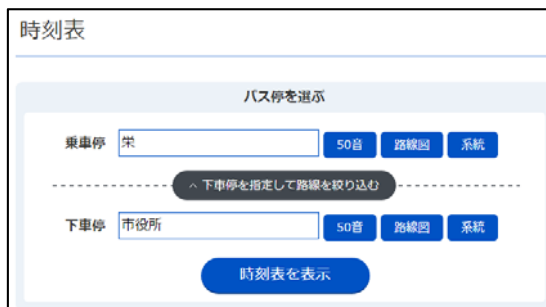 時刻表
バス停を選ぶ
乗車停 栄 50音 路線図 系統
^ 下車停を指定して路線を絞り込む
下車停 市役所 50音 路線図 系統
時刻表を表示